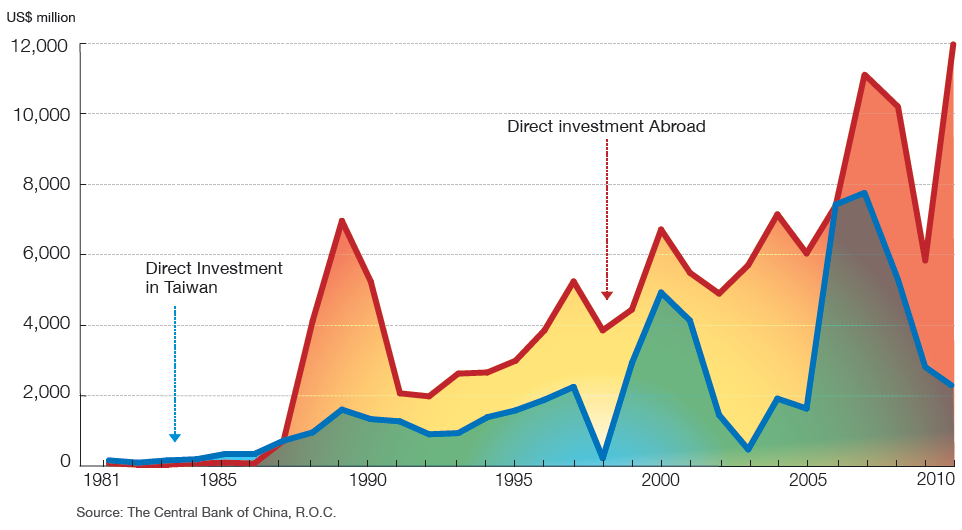 US$ million
12,000
10,000
8,000
6,000
4,000
2,000
0
Direct investment Abroad
Direct Investment
in Taiwan
1981 1985 1990 1995 2000 2005 2010
Source: The Central Bank of China, R.O.C.